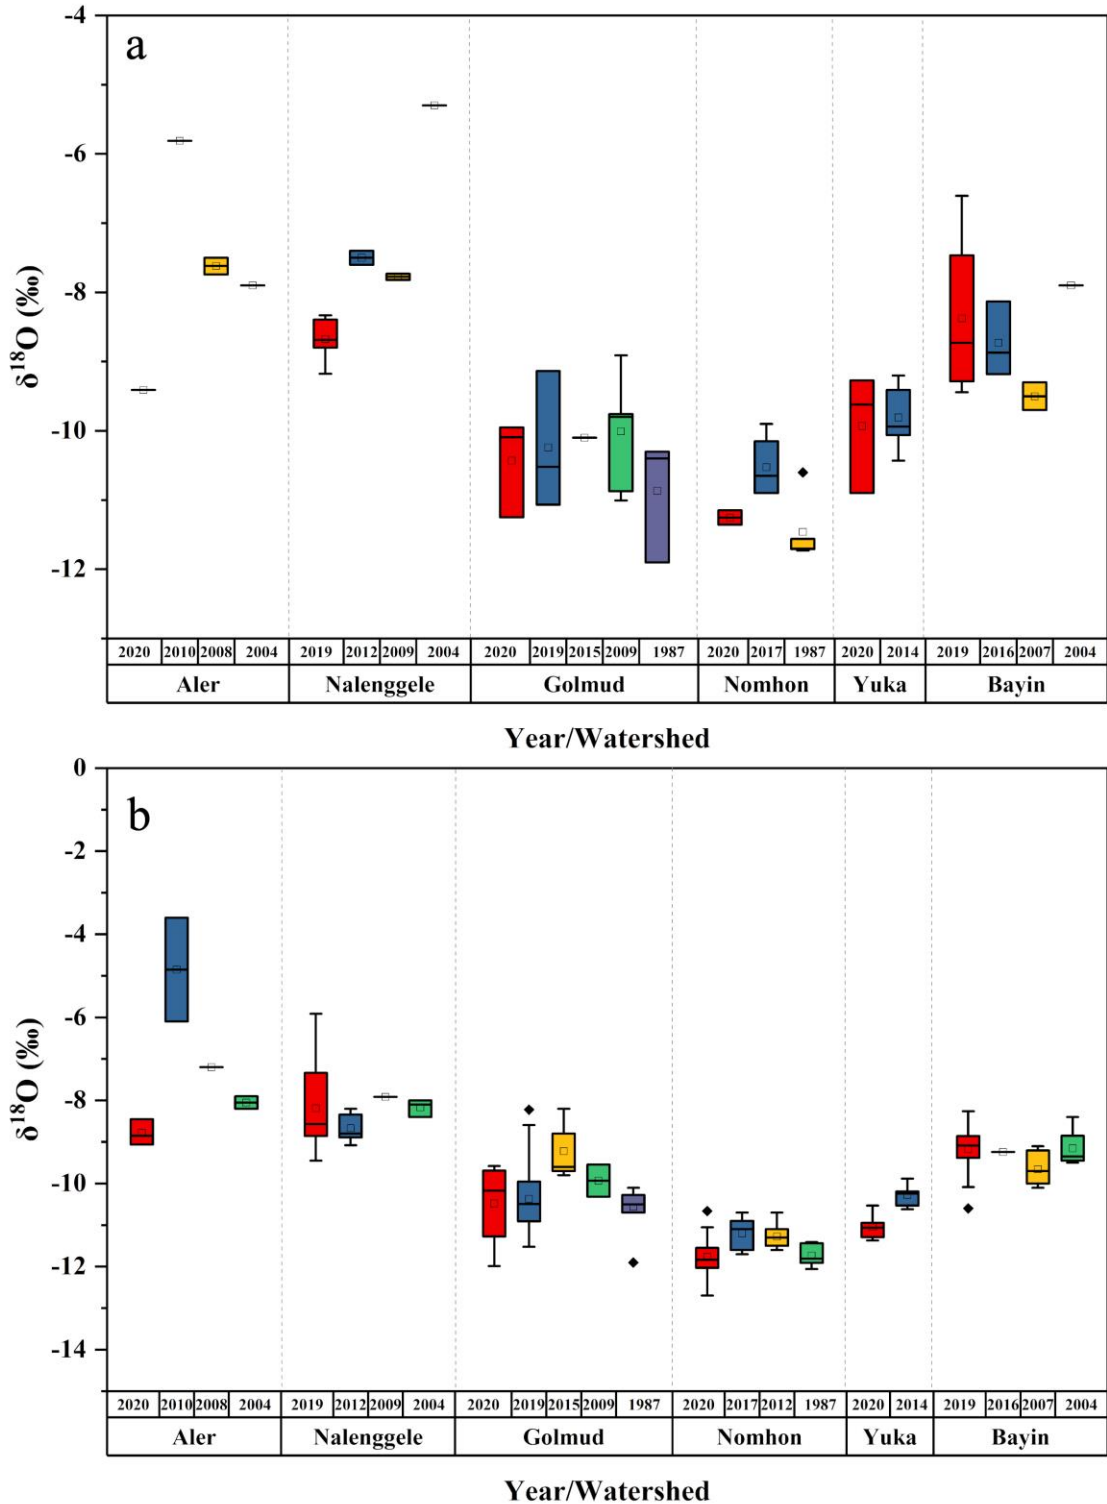 a
-4
-6
-8
-10
-12
δ¹⁸O (‰)
2020 2010 2008 2004 2019 2012 2009 2004 2020 2019 2015 2009 1987 2020 2017 1987 2020 2014 2019 2016 2007 2004
Aler Nalenggele Golmud Nomhon Yuka Bayin
Year/Watershed
b
0
-2
-4
-6
-8
-10
-12
-14
δ¹⁸O (‰)
2020 2010 2008 2004 2019 2012 2009 2004 2020 2019 2015 2009 1987 2020 2017 2012 1987 2020 2014 2019 2016 2007 2004
Aler Nalenggele Golmud Nomhon Yuka Bayin
Year/Watershed